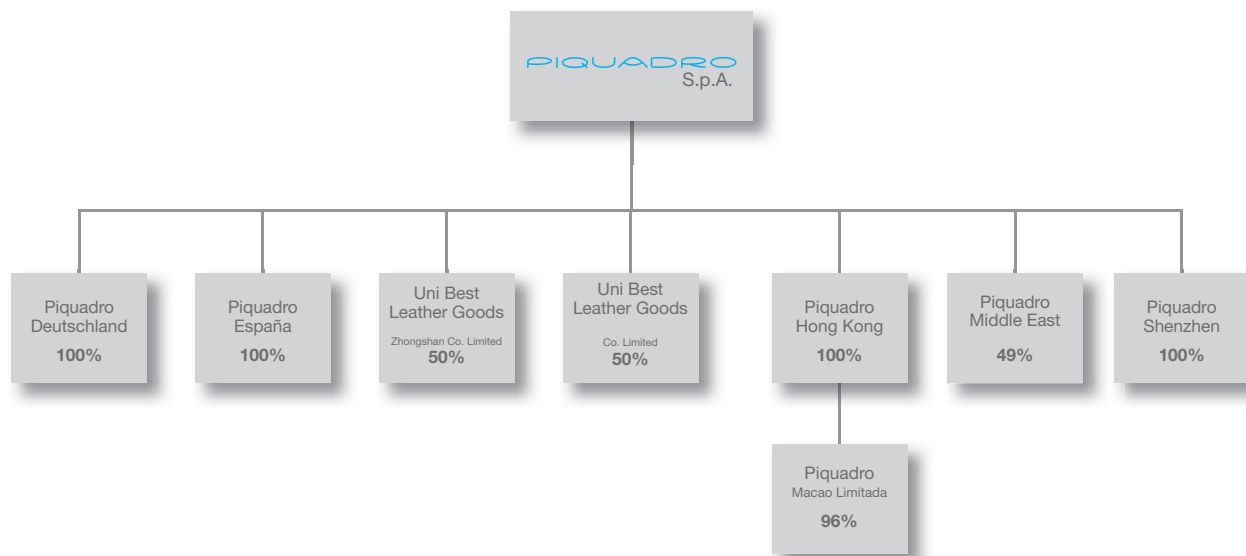 PIQUADRO
S.p.A.
Piquadro
Deutschland
100%
Piquadro
España
100%
Uni Best
Leather Goods
Zhongshan Co. Limited
50%
Uni Best
Leather Goods
Co. Limited
50%
Piquadro
Hong Kong
100%
Piquadro
Middle East
49%
Piquadro
Shenzhen
100%
Piquadro
Macao Limitada
96%